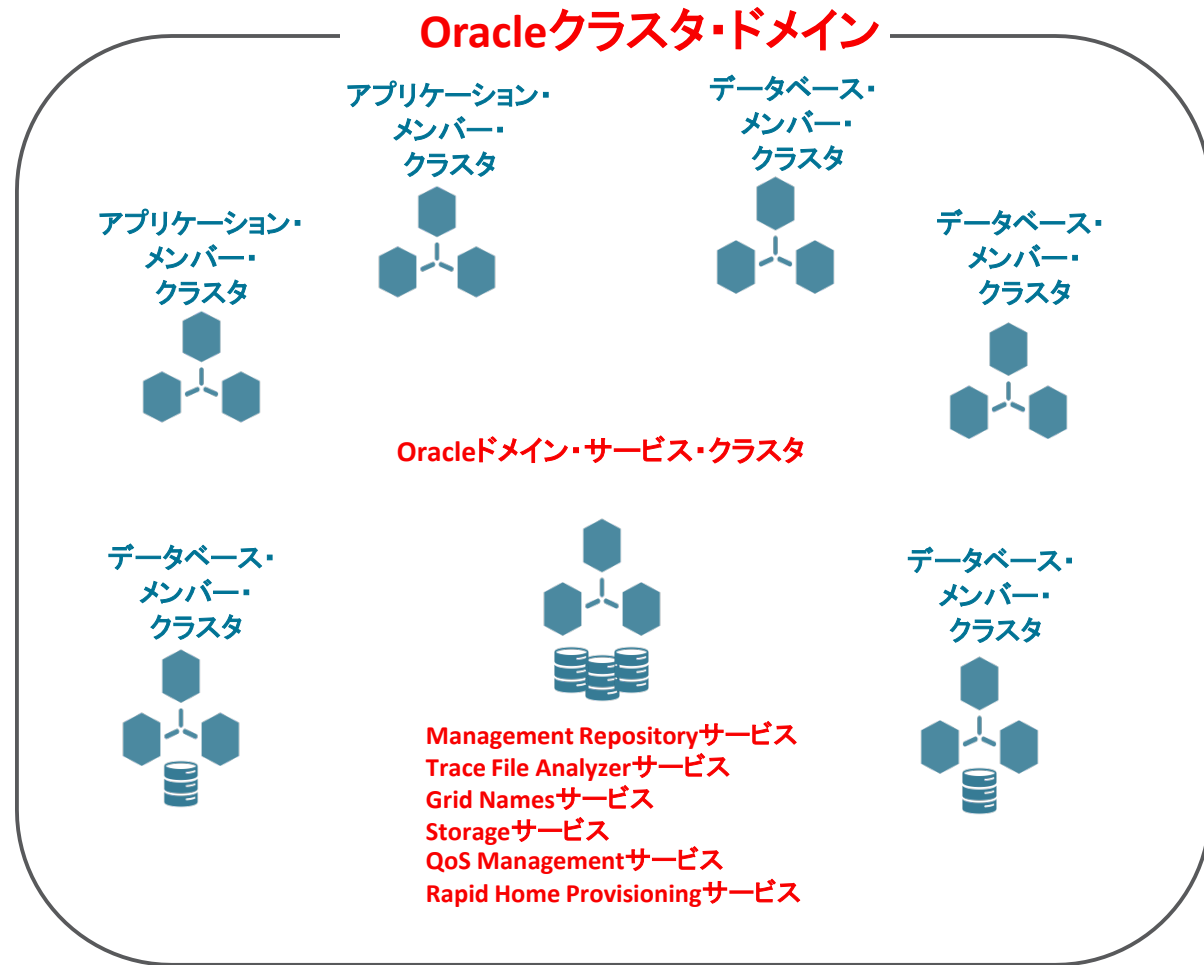 Oracleクラスタ・ドメイン
アプリケーション・
メンバー・
クラスタ
データベース・
メンバー・
クラスタ
アプリケーション・
メンバー・
クラスタ
データベース・
メンバー・
クラスタ
Oracleドメイン・サービス・クラスタ
データベース・
メンバー・
クラスタ
データベース・
メンバー・
クラスタ
Management Repositoryサービス
Trace File Analyzerサービス
Grid Namesサービス
Storageサービス
QoS Managementサービス
Rapid Home Provisioningサービス